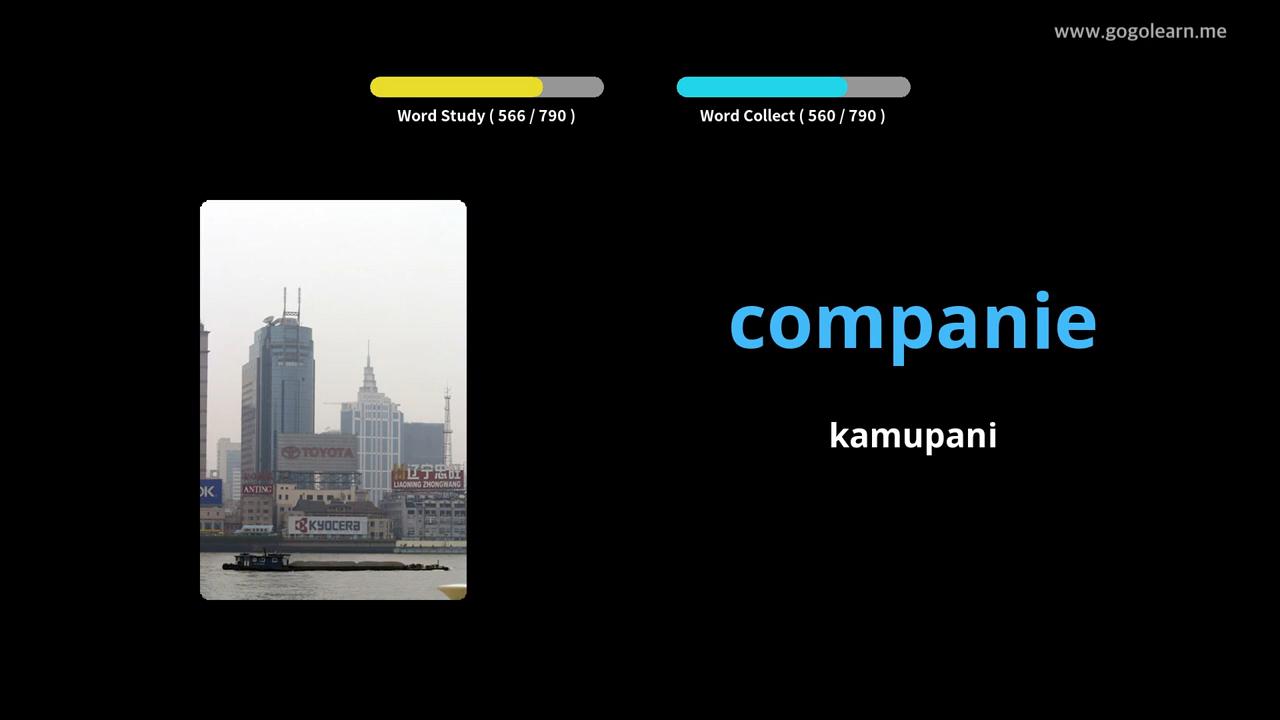 www.gogolearn.me
Word Study ( 566 / 790 )
Word Collect ( 560 / 790 )
companie
kamupani
TOYOTA
辽宁忠旺
LIAONING ZHONGWANG
ANTING
OK
KYOCERA